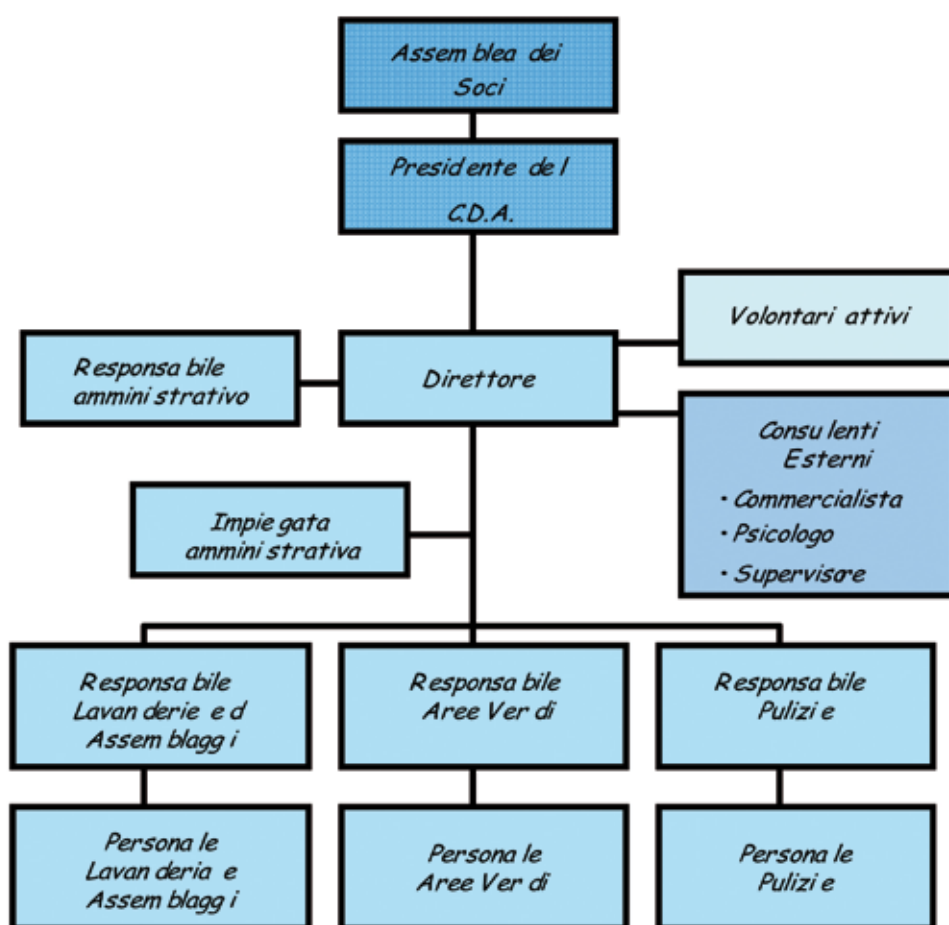 Assemblea dei
Soci
Presidente del
C.D.A.
Volontari attivi
Responsabile
amministrativo
Direttore
Consulenti
Esterni
• Commercialista
• Psicologo
• Supervisore
Impiegata
amministrativa
Responsabile
Lavanderie ed
Assemblaggi
Responsabile
Aree Verdi
Responsabile
Pulizie
Personale
Lavanderia e
Assemblaggi
Personale
Aree Verdi
Personale
Pulizie